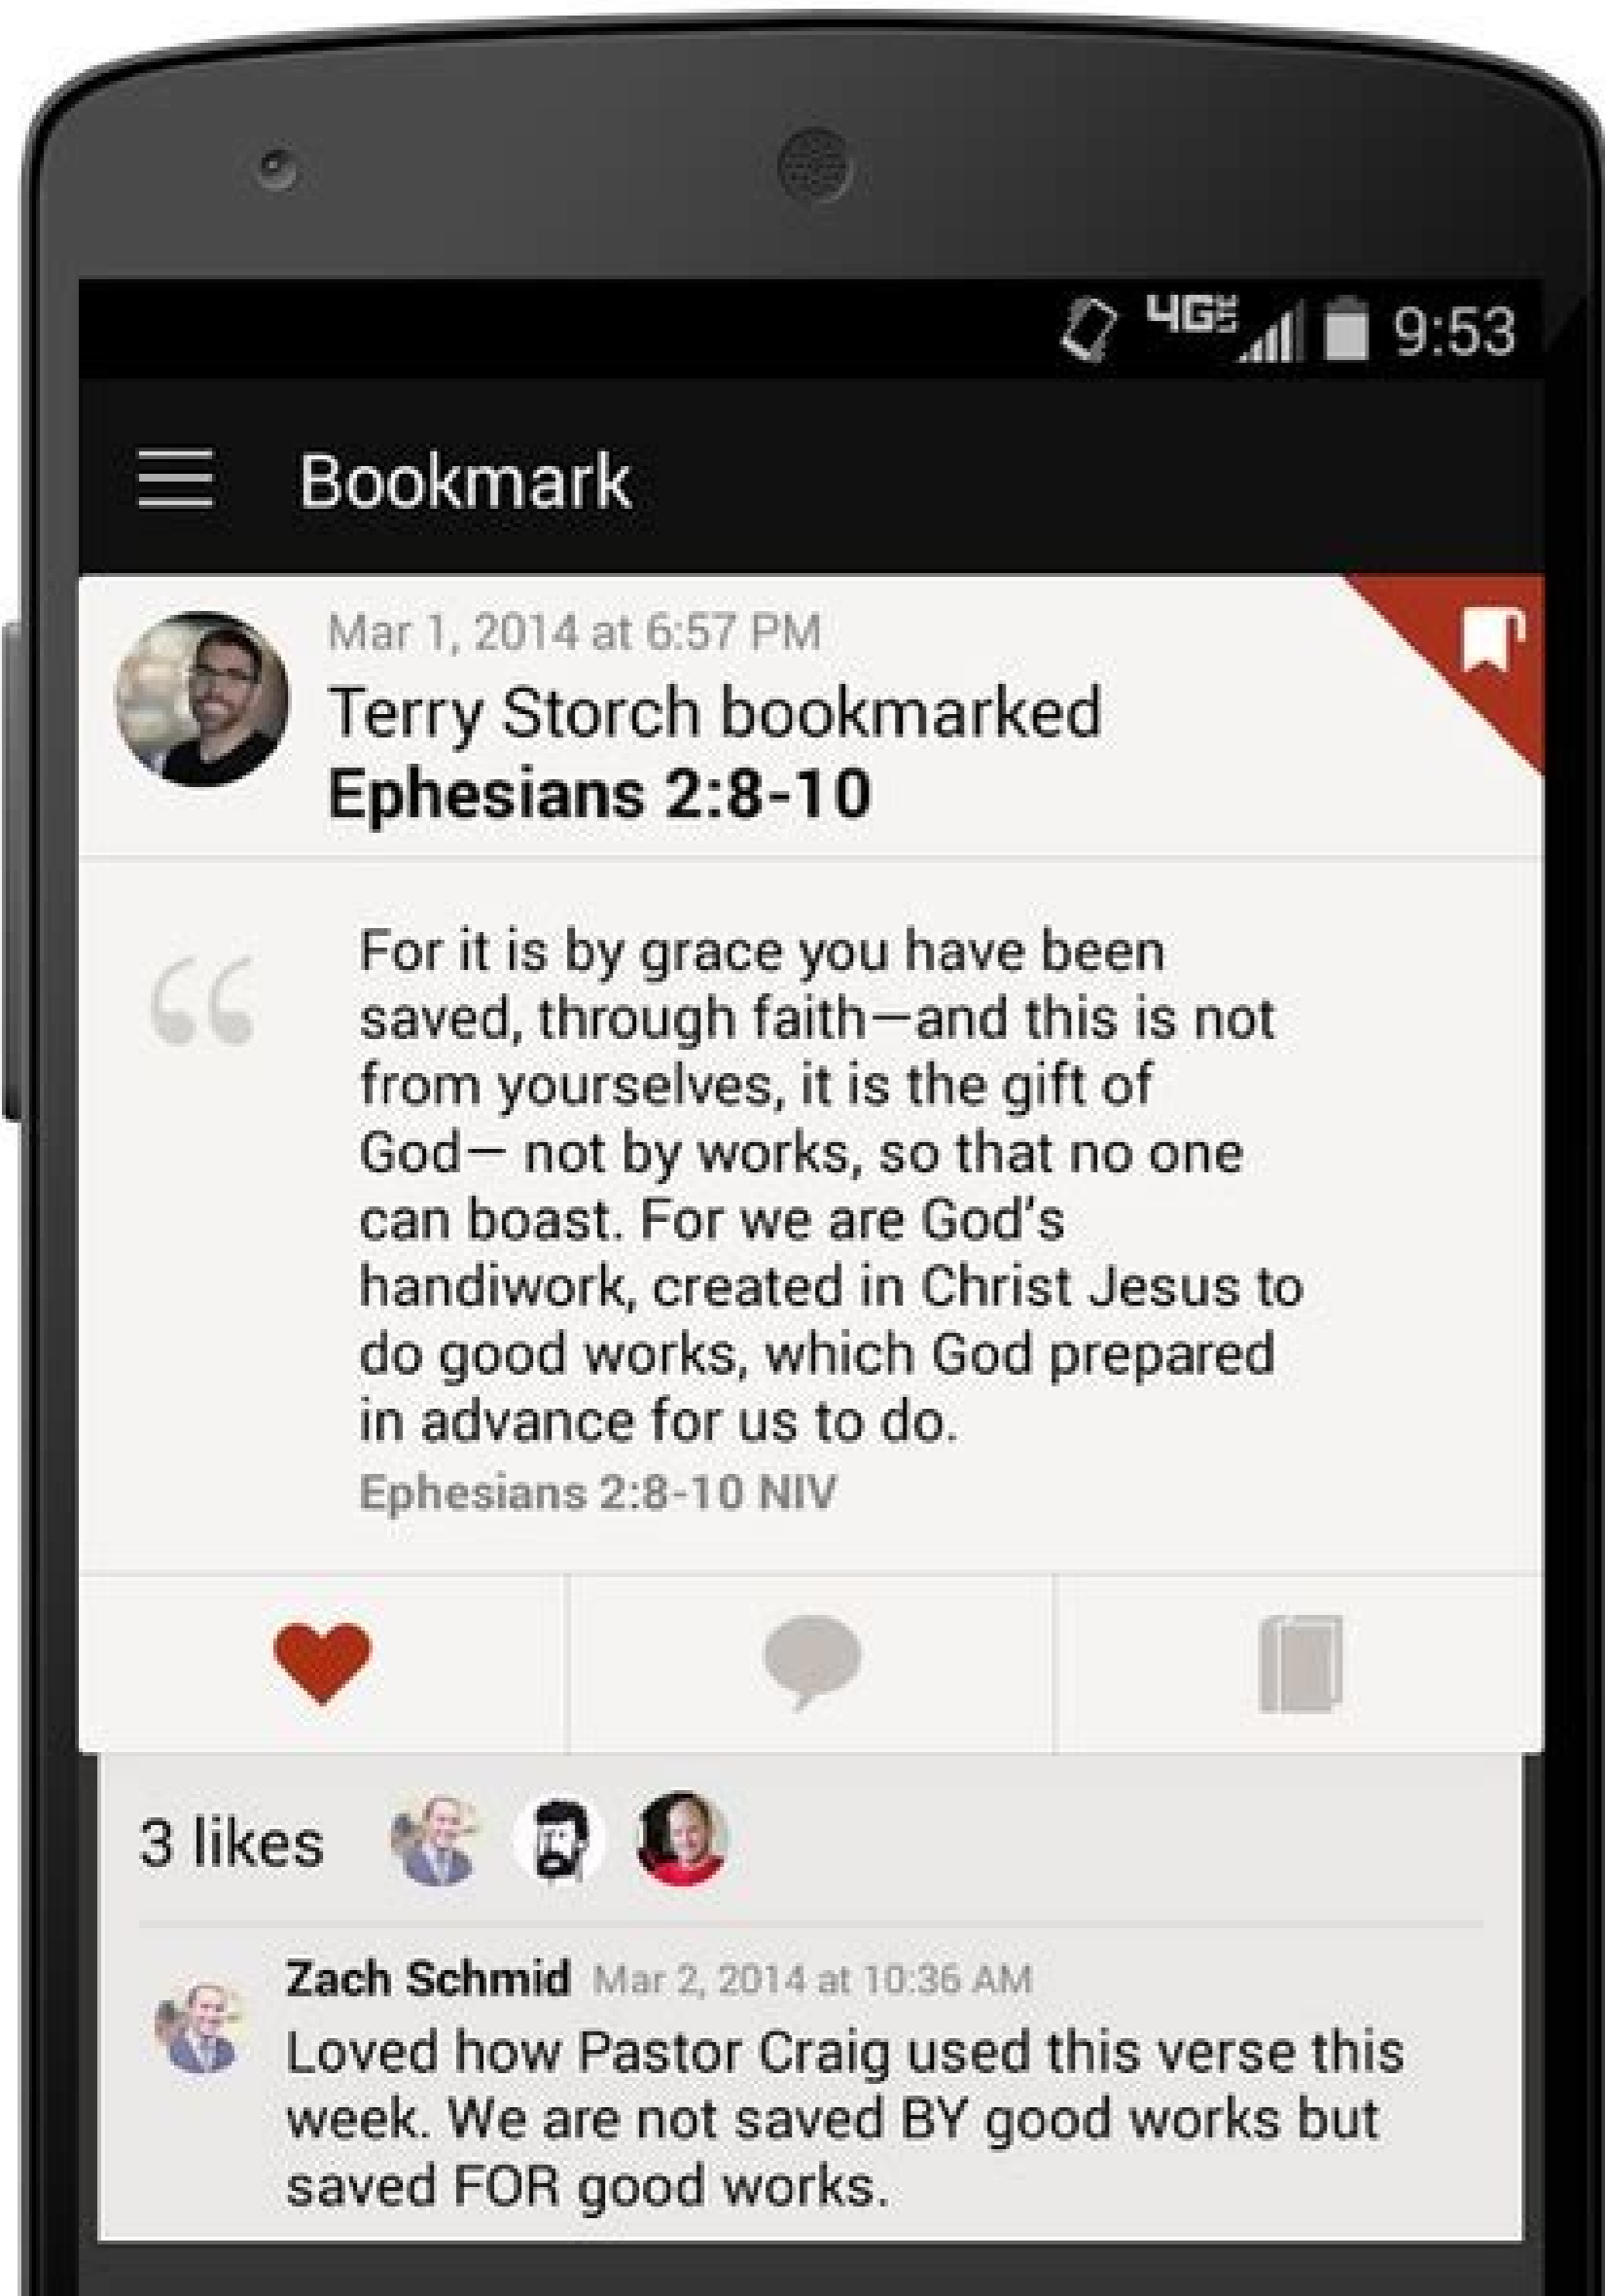 4G LTE 9:53
Bookmark
Mar 1, 2014 at 6:57 PM
Terry Storch bookmarked
Ephesians 2:8-10
“
For it is by grace you have been
saved, through faith—and this is not
from yourselves, it is the gift of
God— not by works, so that no one
can boast. For we are God's
handiwork, created in Christ Jesus to
do good works, which God prepared
in advance for us to do.
Ephesians 2:8-10 NIV
3 likes
Zach Schmid Mar 2, 2014 at 10:36 AM
Loved how Pastor Craig used this verse this
week. We are not saved BY good works but
saved FOR good works.